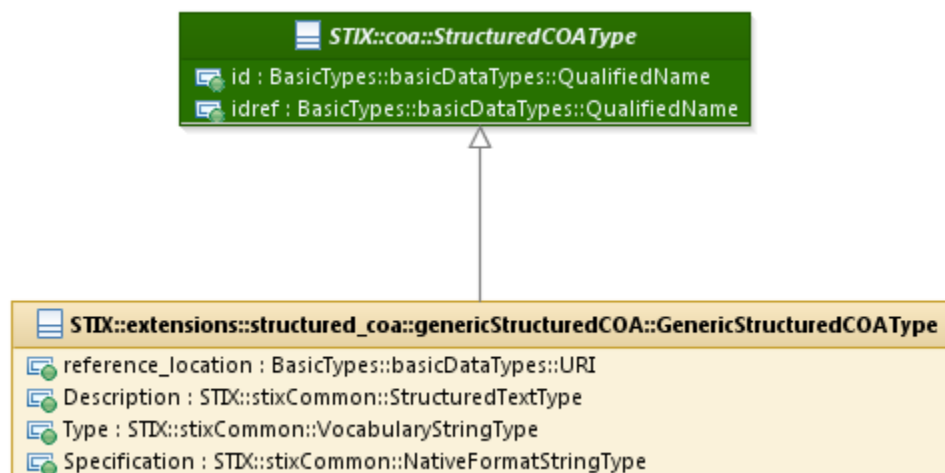 STIX::coa::StructuredCOAType
id : BasicTypes::basicDataTypes::QualifiedName
idref : BasicTypes::basicDataTypes::QualifiedName
STIX::extensions::structured_coa::genericStructuredCOA::GenericStructuredCOAType
reference_location : BasicTypes::basicDataTypes::URI
Description : STIX::stixCommon::StructuredTextType
Type : STIX::stixCommon::VocabularyStringType
Specification : STIX::stixCommon::NativeFormatStringType